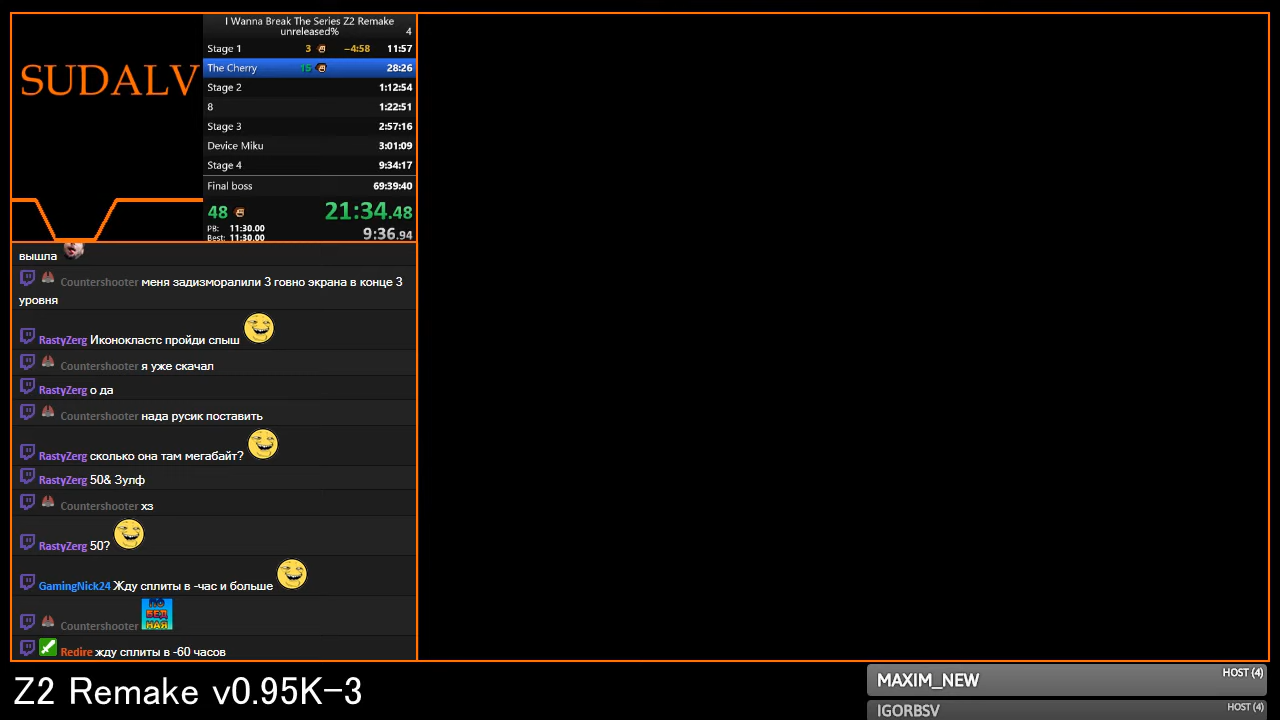 SUDALV
I Wanna Break The Series Z2 Remake
unreleased% 4
Stage 1 3 −4:58 11:57
The Cherry 15 28:26
Stage 2 1:12:54
8 1:22:51
Stage 3 2:57:16
Device Miku 3:01:09
Stage 4 9:34:17
Final boss 69:39:40
48 21:34.48
PB: 11:30.00
Best: 11:30.00
9:36.94
вышла
Countershooter меня задизморалили 3 говно экрана в конце 3
уровня
RastyZerg Иконокластс пройди слыш
Countershooter я уже скачал
RastyZerg о да
Countershooter нада русик поставить
RastyZerg сколько она там мегабайт?
RastyZerg 50& Зулф
Countershooter хз
RastyZerg 50?
GamingNick24 Жду сплиты в -час и больше
ПО
БЕД
НАЯ
Countershooter
Redire жду сплиты в -60 часов
Z2 Remake v0.95K-3
MAXIM_NEW HOST (4)
IGORBSV HOST (4)